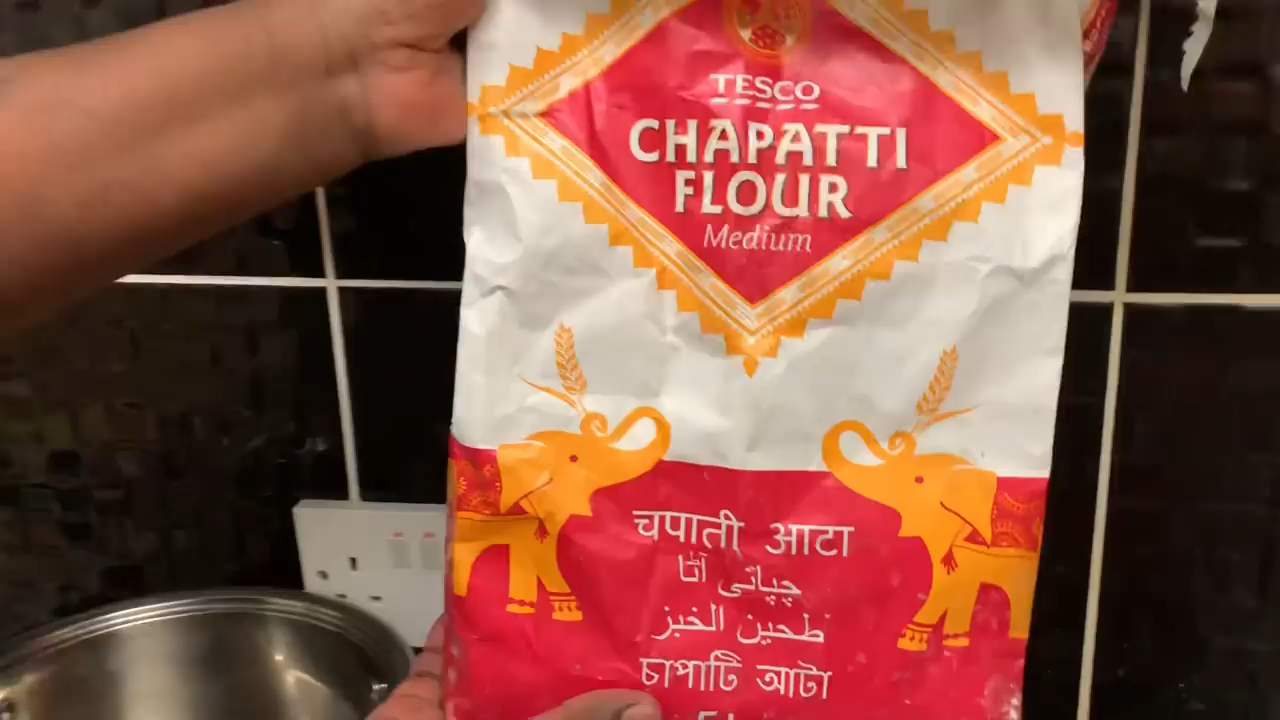 TESCO
CHAPATTI
FLOUR
Medium
चपाती आटा
چپاتی آٹا
طحين الخبز
চাপাটি আটা